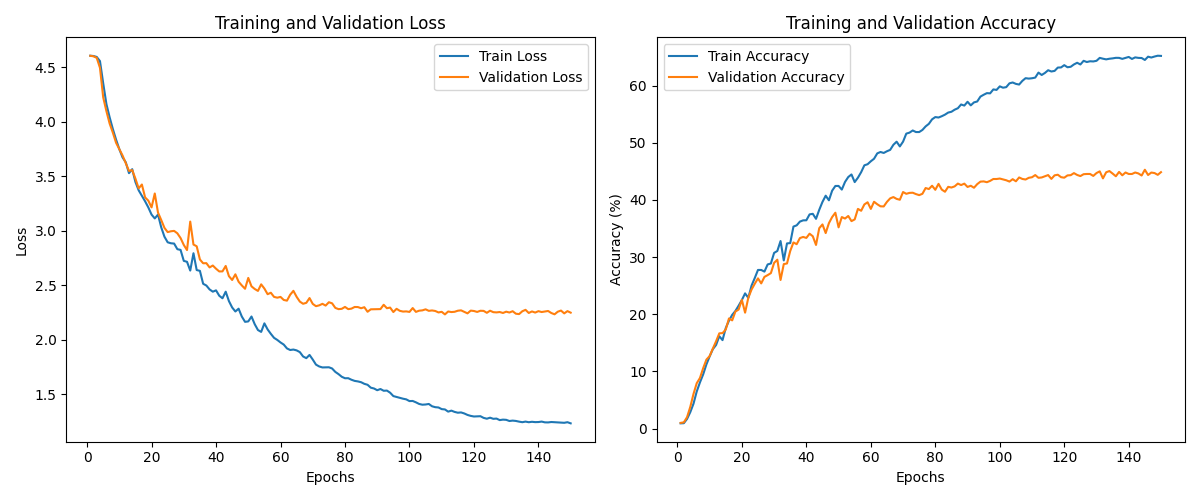 Training and Validation Loss
Train Loss
Validation Loss
4.5
4.0
3.5
3.0
2.5
2.0
1.5
Loss
0 20 40 60 80 100 120 140
Epochs
Training and Validation Accuracy
Train Accuracy
Validation Accuracy
60
50
40
30
20
10
0
Accuracy (%)
0 20 40 60 80 100 120 140
Epochs